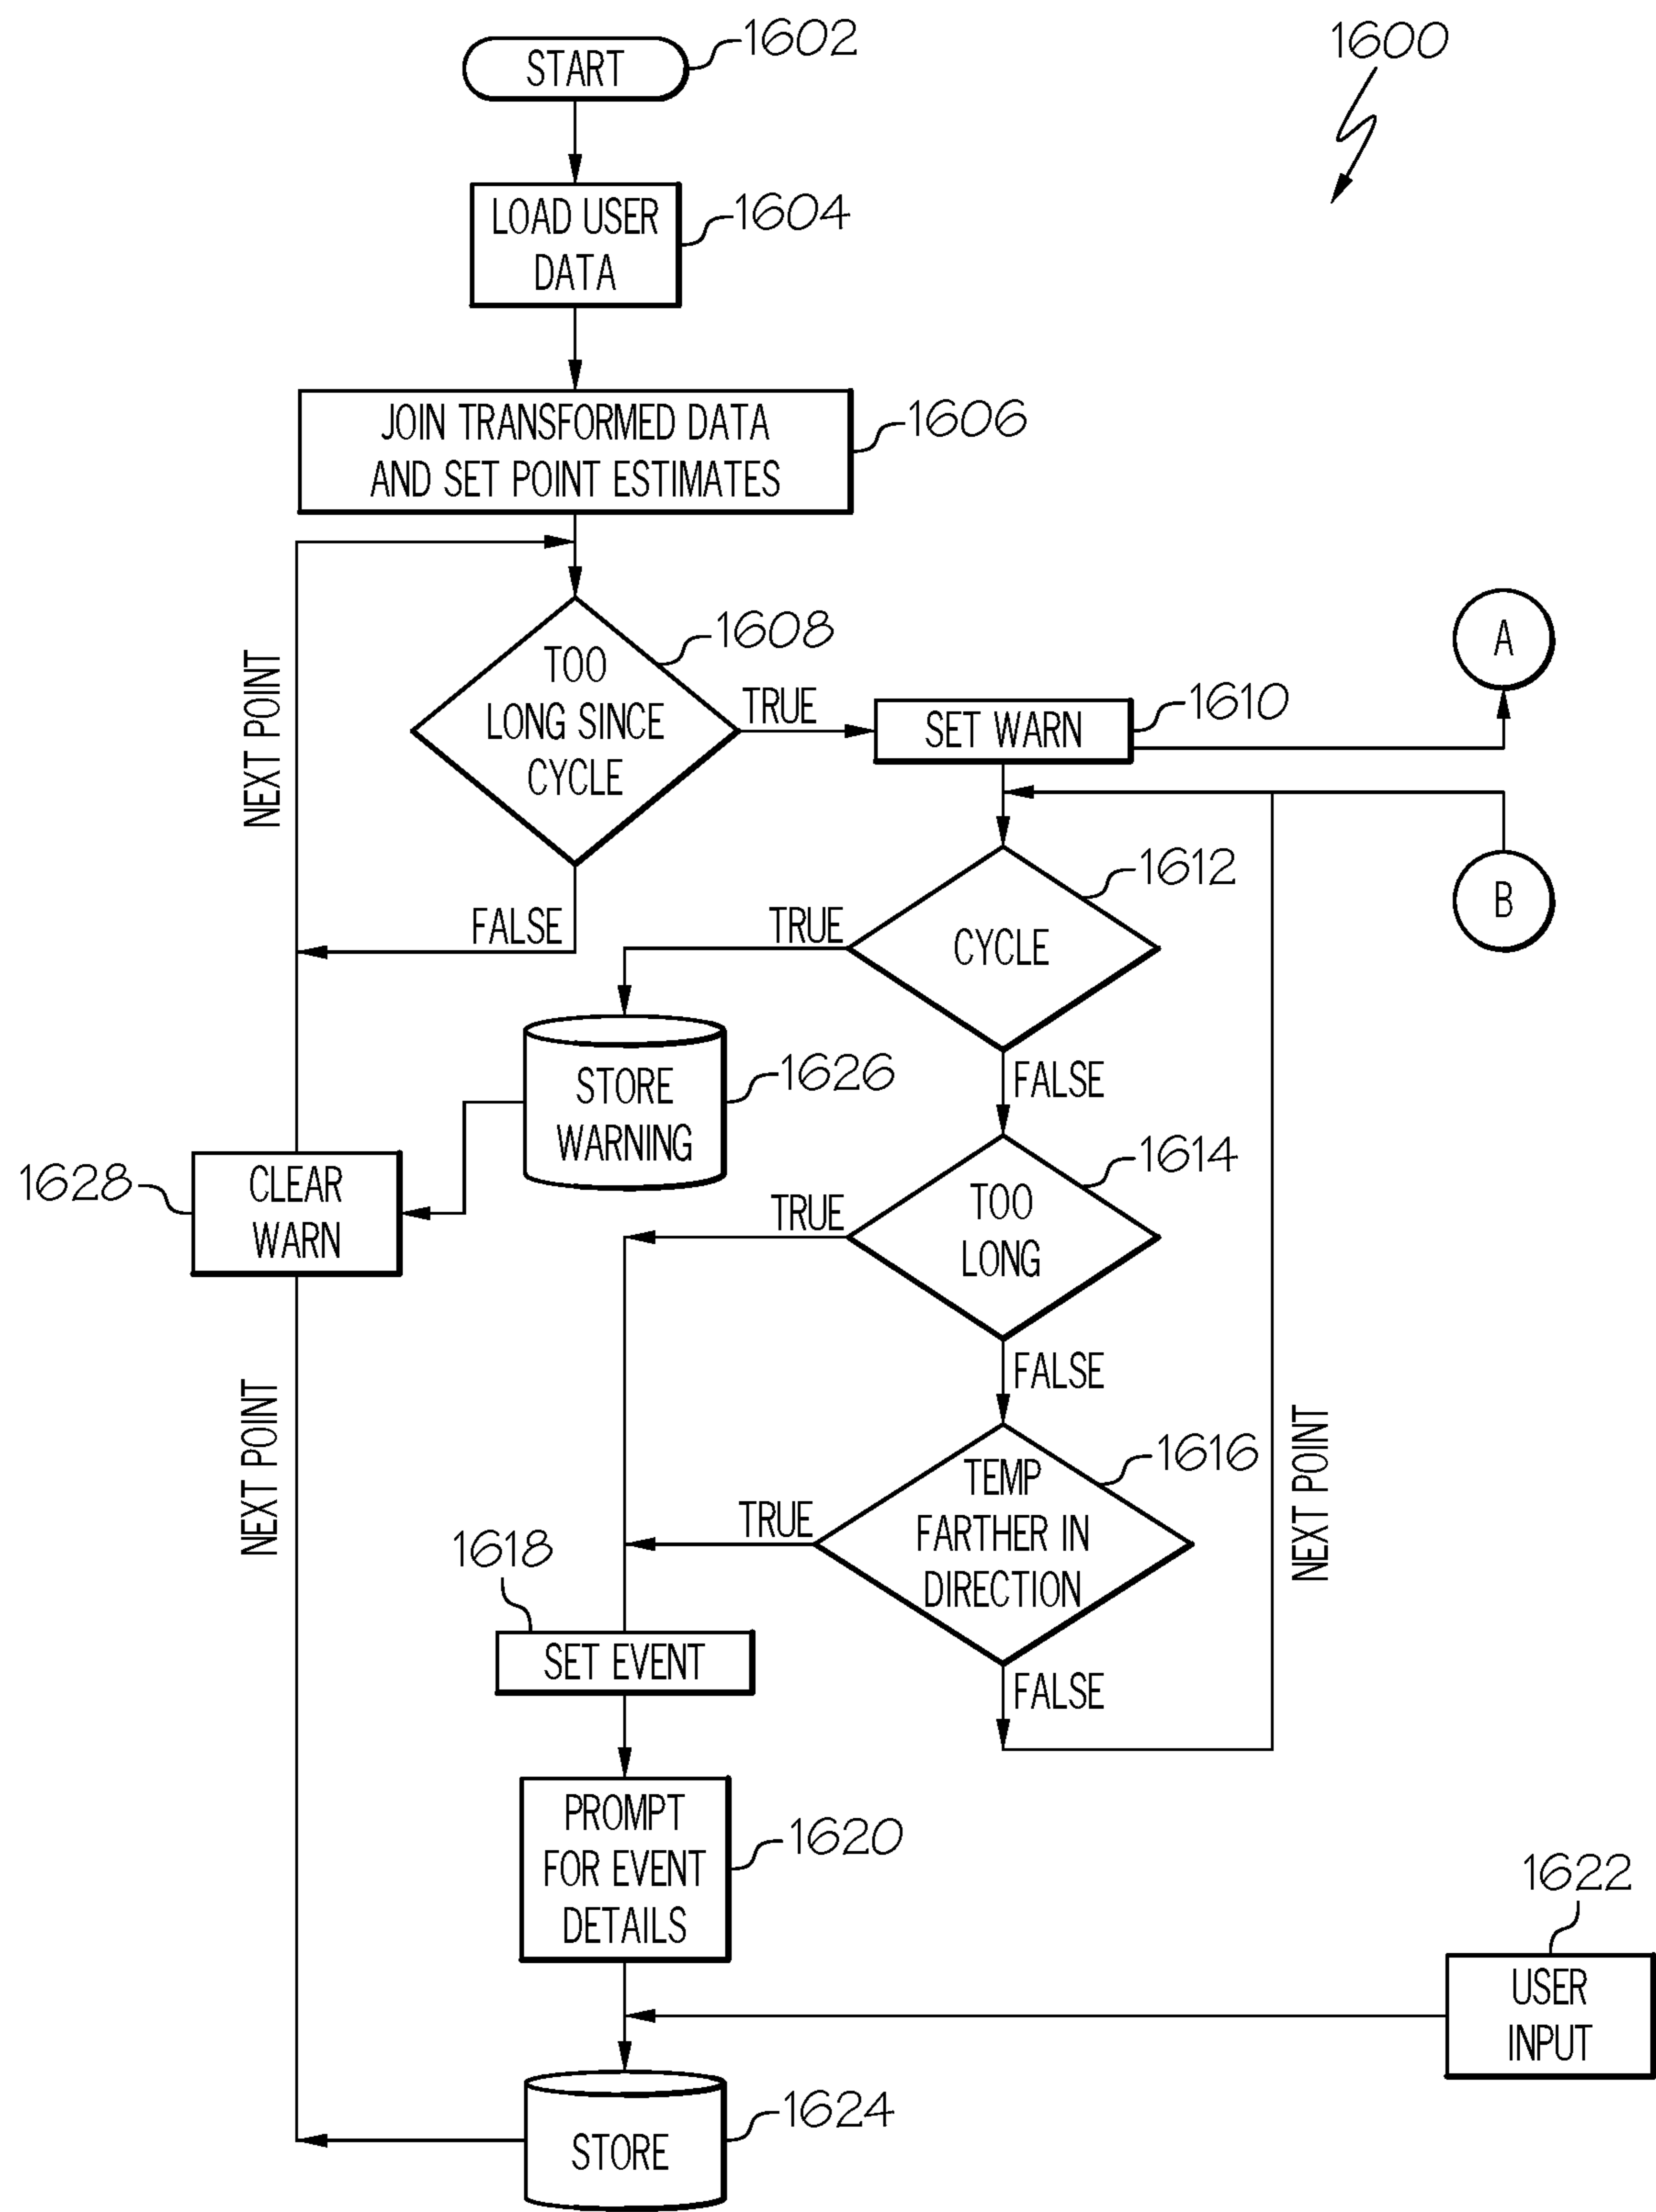 1602
START
1600
1604
LOAD USER
DATA
1606
JOIN TRANSFORMED DATA
AND SET POINT ESTIMATES
1608
TOO
LONG SINCE
CYCLE
TRUE
FALSE
NEXT POINT
1610
SET WARN
A
B
1612
CYCLE
TRUE
FALSE
1626
STORE
WARNING
1628
CLEAR
WARN
1614
TOO
LONG
TRUE
FALSE
1616
TEMP
FARTHER IN
DIRECTION
TRUE
FALSE
NEXT POINT
NEXT POINT
1618
SET EVENT
1620
PROMPT
FOR EVENT
DETAILS
1622
USER
INPUT
1624
STORE